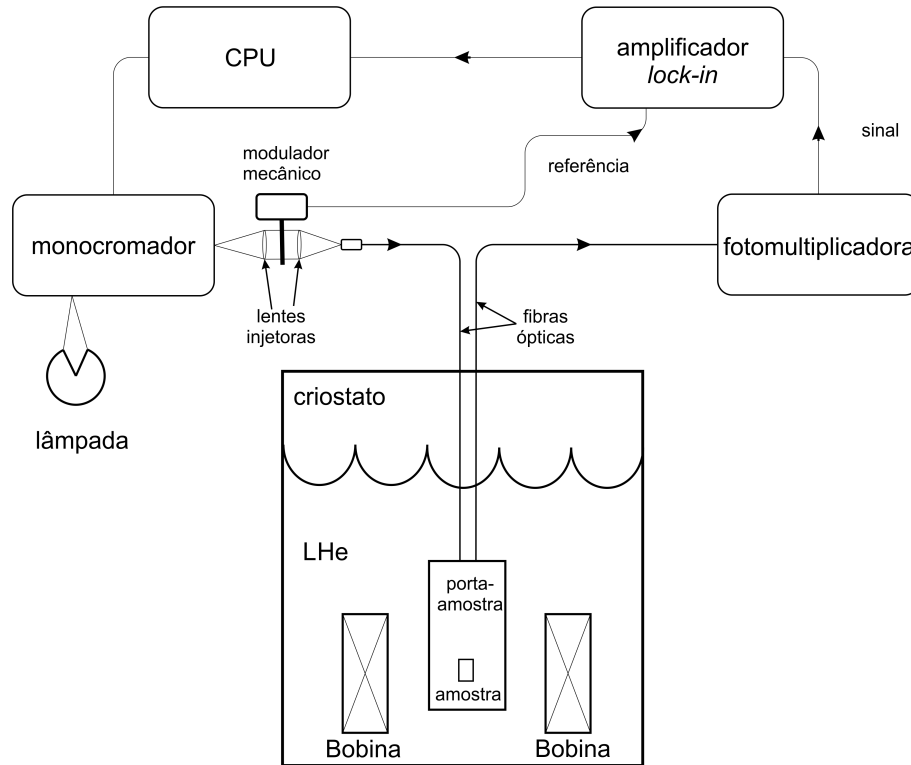 CPU
amplificador
lock-in
sinal
modulador
mecânico
referência
monocromador
fotomultiplicadora
lentes
injetoras
fibras
ópticas
lâmpada
criostato
LHe
porta-
amostra
amostra
Bobina
Bobina